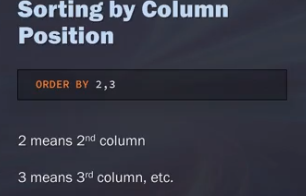 Sorting by Column
Position
ORDER BY 2,3
2 means 2nd column
3 means 3rd column, etc.